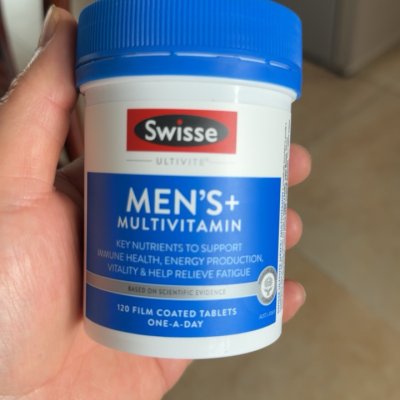 Swisse
ULTIVITE
MEN'S+
MULTIVITAMIN
KEY NUTRIENTS TO SUPPORT
IMMUNE HEALTH, ENERGY PRODUCTION,
VITALITY & HELP RELIEVE FATIGUE
BASED ON SCIENTIFIC EVIDENCE
120 FILM COATED TABLETS
ONE-A-DAY